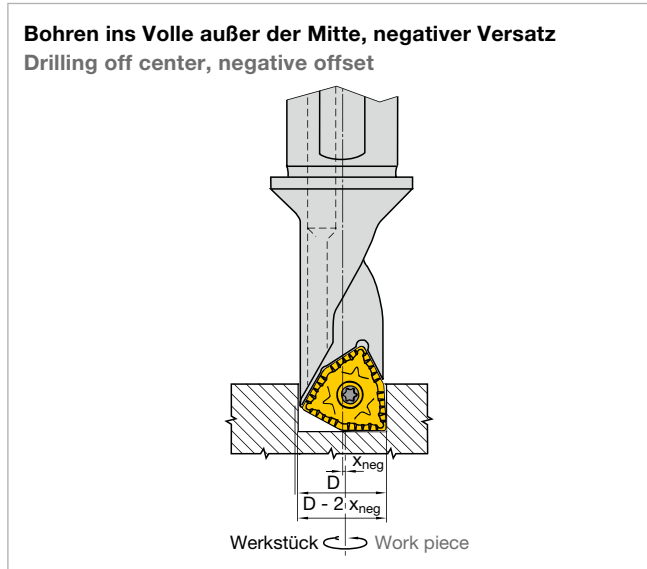 Bohren ins Volle außer der Mitte, negativer Versatz
Drilling off center, negative offset
xneg
D
D - 2 xneg
Werkstück Work piece